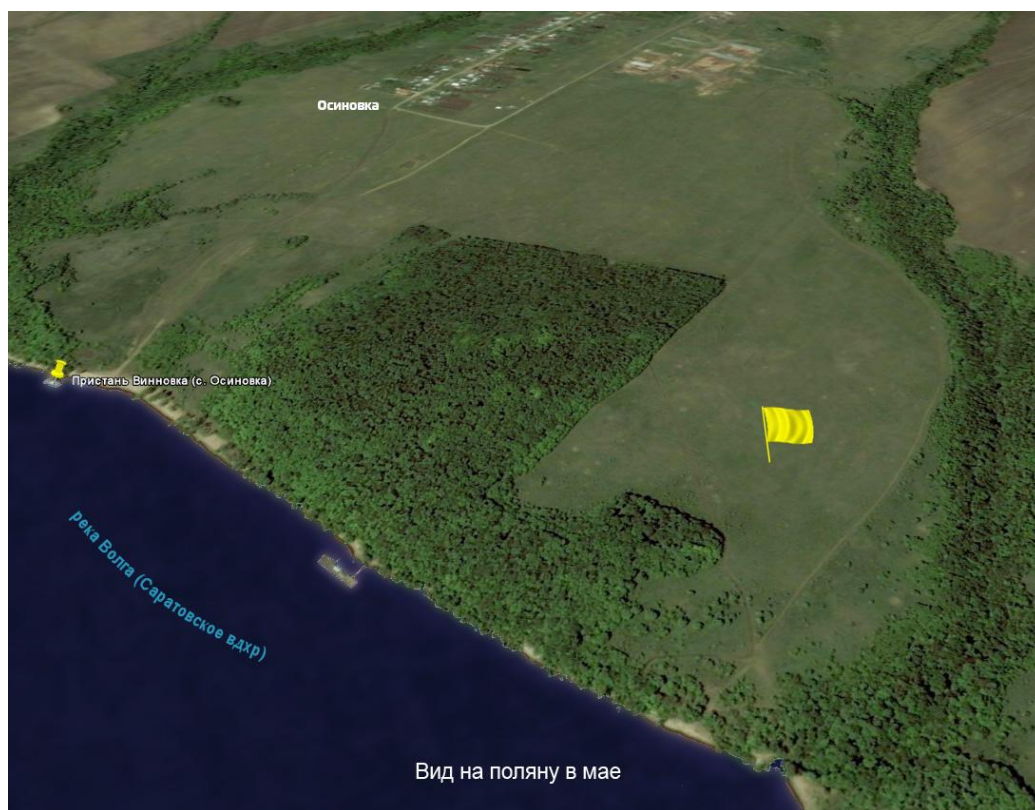 Осиновка
Пристань Винновка (с. Осиновка)
река Волга (Саратовское вдхр)
Вид на поляну в мае